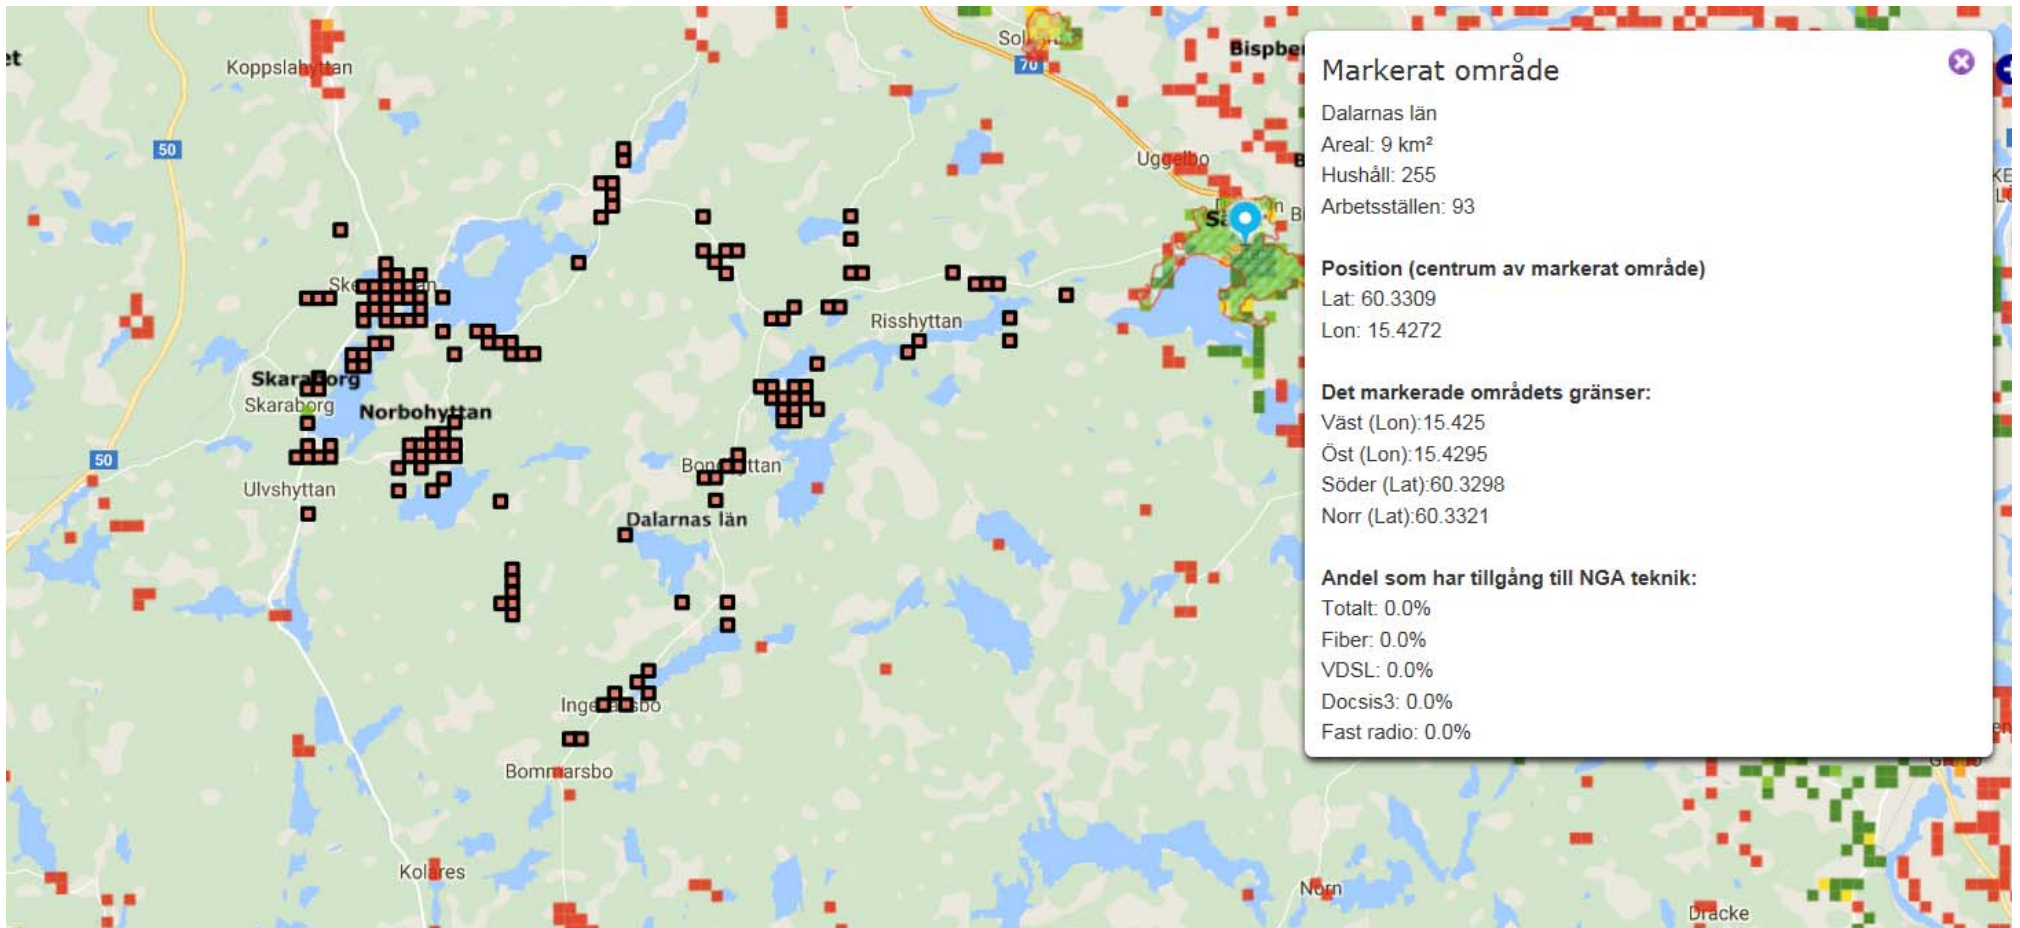 et
Koppslahyttan
50
70
Uggelbo
Skaraborg
Skaraborg
Norbohyttan
Risshyttan
50
Ulvshyttan
Dalarnas län
Bommarsbo
Kolåres
Norn
Dracke
Markerat område
Dalarnas län
Areal: 9 km²
Hushåll: 255
Arbetsställen: 93
Position (centrum av markerat område)
Lat: 60.3309
Lon: 15.4272
Det markerade områdets gränser:
Väst (Lon):15.425
Öst (Lon):15.4295
Söder (Lat):60.3298
Norr (Lat):60.3321
Andel som har tillgång till NGA teknik:
Totalt: 0.0%
Fiber: 0.0%
VDSL: 0.0%
Docsis3: 0.0%
Fast radio: 0.0%